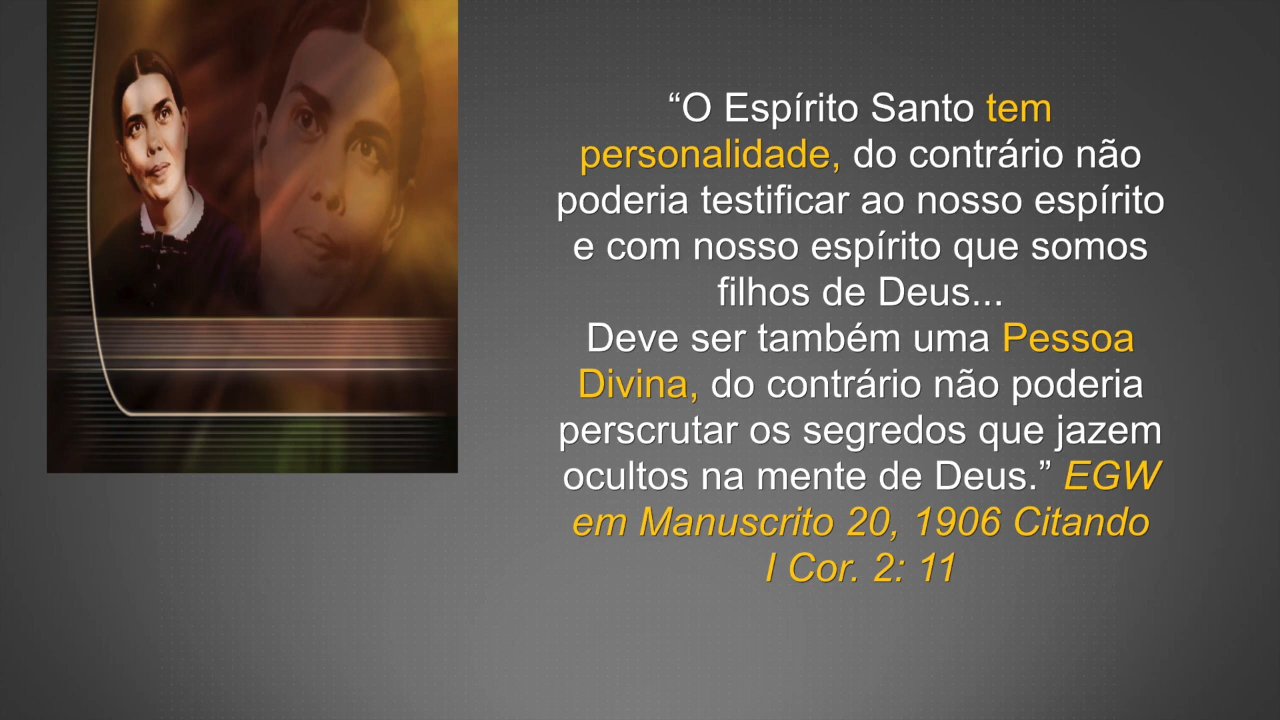 “O Espírito Santo tem
personalidade, do contrário não
poderia testificar ao nosso espírito
e com nosso espírito que somos
filhos de Deus...
Deve ser também uma Pessoa
Divina, do contrário não poderia
perscrutar os segredos que jazem
ocultos na mente de Deus.” EGW
em Manuscrito 20, 1906 Citando
I Cor. 2: 11